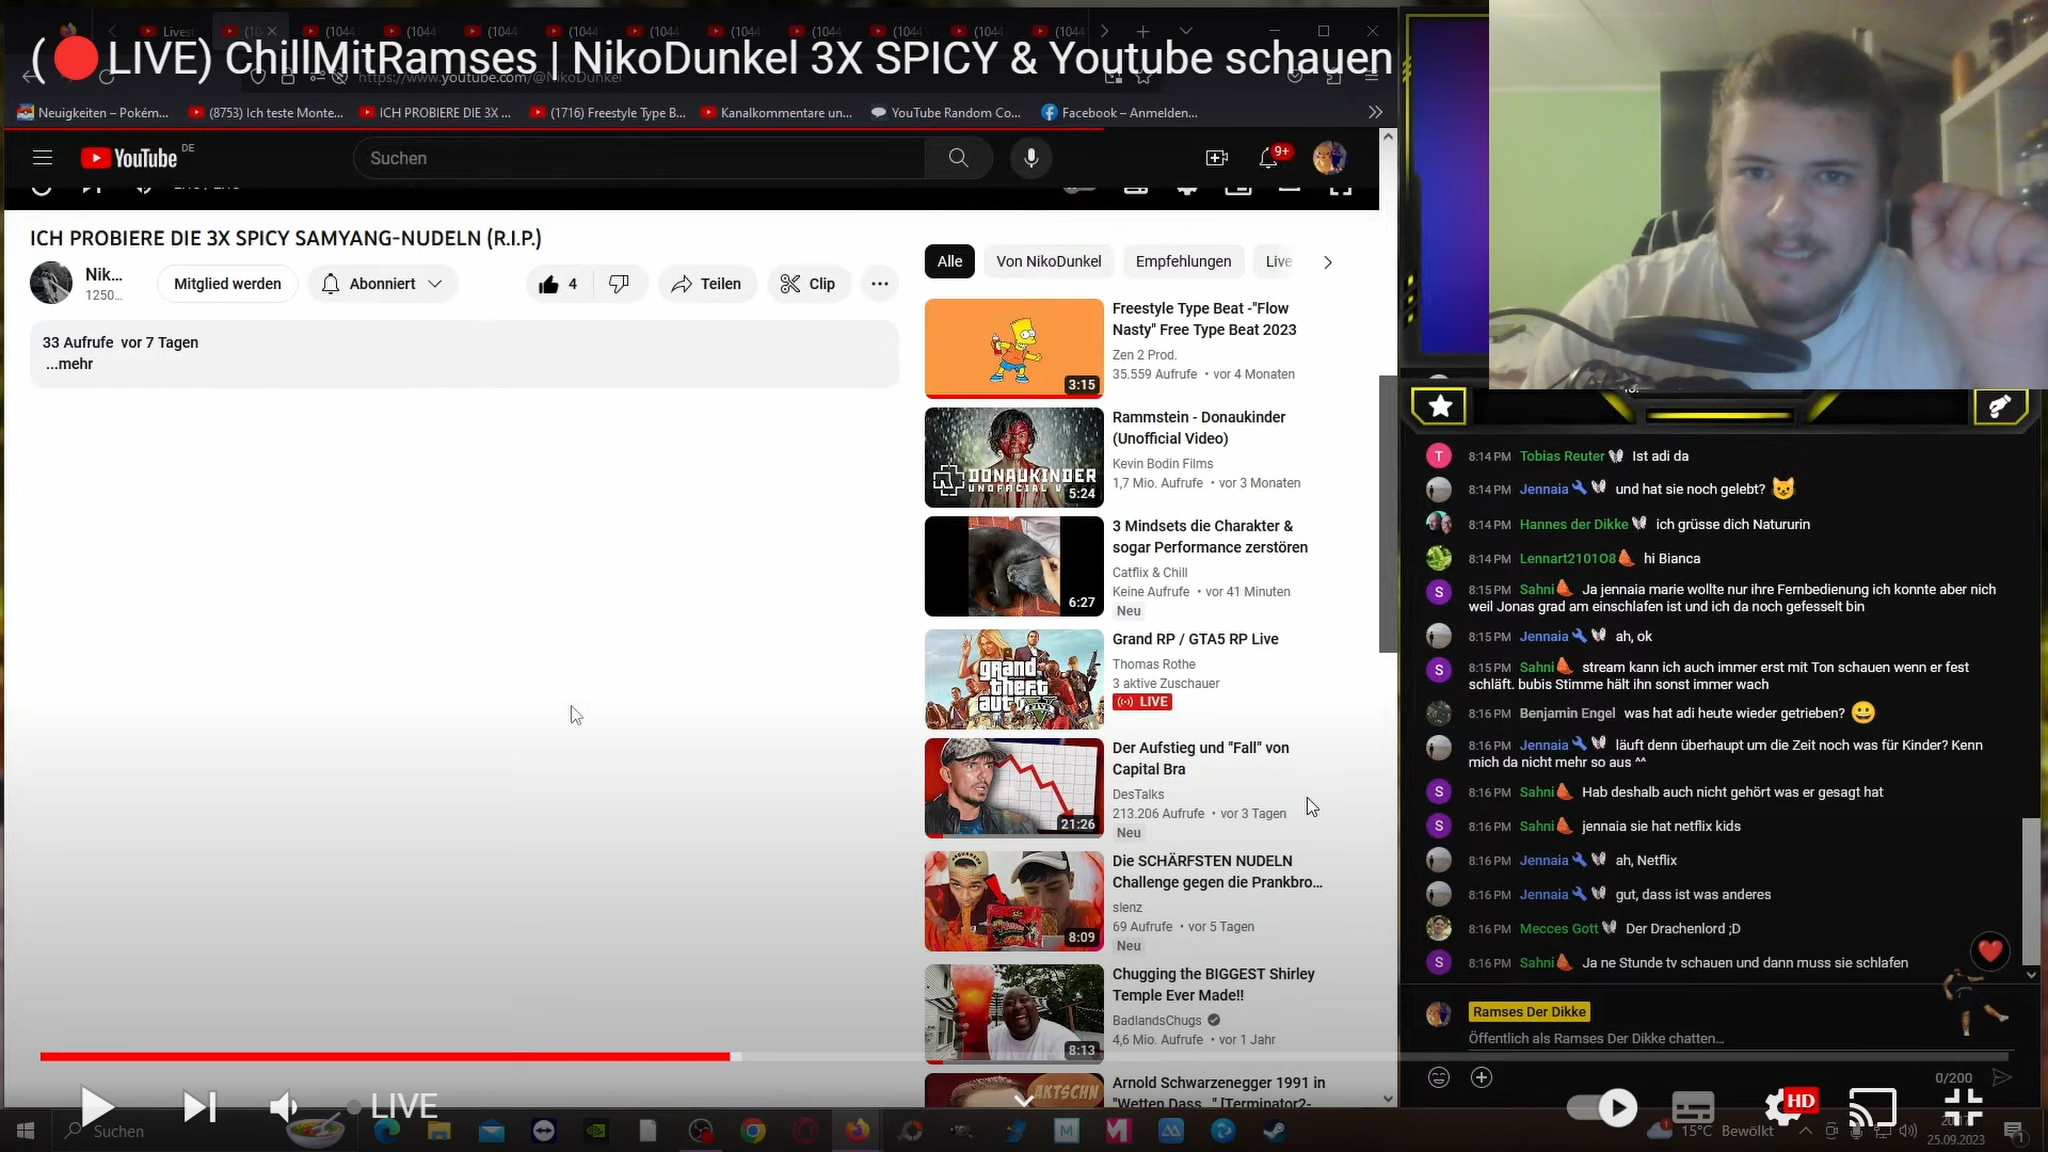 (🔴LIVE) ChillMitRamses | NikoDunkel 3X SPICY & Youtube schauen
https://www.youtube.com/@NikoDunkel
Neuigkeiten – Pokém... (8753) Ich teste Monte... ICH PROBIERE DIE 3X ... (1716) Freestyle Type B... Kanalkommentare un... YouTube Random Co... Facebook – Anmelden...
YouTube DE
Suchen
9+
ICH PROBIERE DIE 3X SPICY SAMYANG-NUDELN (R.I.P.)
Nik...
1250...
Mitglied werden
Abonniert
4
Teilen
Clip
33 Aufrufe vor 7 Tagen
...mehr
Alle
Von NikoDunkel
Empfehlungen
Live
Freestyle Type Beat -"Flow
Nasty" Free Type Beat 2023
Zen 2 Prod.
35.559 Aufrufe • vor 4 Monaten
3:15
Rammstein - Donaukinder
(Unofficial Video)
Kevin Bodin Films
1,7 Mio. Aufrufe • vor 3 Monaten
DONAUKINDER
5:24
3 Mindsets die Charakter &
sogar Performance zerstören
Catflix & Chill
Keine Aufrufe • vor 41 Minuten
Neu
6:27
Grand RP / GTA5 RP Live
Thomas Rothe
3 aktive Zuschauer
LIVE
grand
theft
auto
Der Aufstieg und "Fall" von
Capital Bra
DesTalks
213.206 Aufrufe • vor 3 Tagen
Neu
21:26
Die SCHÄRFSTEN NUDELN
Challenge gegen die Prankbro...
slenz
69 Aufrufe • vor 5 Tagen
Neu
8:09
Chugging the BIGGEST Shirley
Temple Ever Made!!
BadlandsChugs
4,6 Mio. Aufrufe • vor 1 Jahr
8:13
Arnold Schwarzenegger 1991 in
"Wetten Dass..." [Terminator2-
AKTSCHN
8:14 PM Tobias Reuter Ist adi da
8:14 PM Jennaia und hat sie noch gelebt? 😺
8:14 PM Hannes der Dikke ich grüsse dich Natururin
8:14 PM Lennart210108 hi Bianca
8:15 PM Sahni Ja jennaia marie wollte nur ihre Fernbedienung ich konnte aber nich
weil Jonas grad am einschlafen ist und ich da noch gefesselt bin
8:15 PM Jennaia ah, ok
8:15 PM Sahni stream kann ich auch immer erst mit Ton schauen wenn er fest
schläft. bubis Stimme hält ihn sonst immer wach
8:16 PM Benjamin Engel was hat adi heute wieder getrieben? 😀
8:16 PM Jennaia läuft denn überhaupt um die Zeit noch was für Kinder? Kenn
mich da nicht mehr so aus ^^
8:16 PM Sahni Hab deshalb auch nicht gehört was er gesagt hat
8:16 PM Sahni jennaia sie hat netflix kids
8:16 PM Jennaia ah, Netflix
8:16 PM Jennaia gut, dass ist was anderes
8:16 PM Mecces Gott Der Drachenlord ;D
8:16 PM Sahni Ja ne Stunde tv schauen und dann muss sie schlafen
Ramses Der Dikke
Öffentlich als Ramses Der Dikke chatten...
0/200
LIVE
HD
Suchen
15°C Bewölkt
25.09.2023